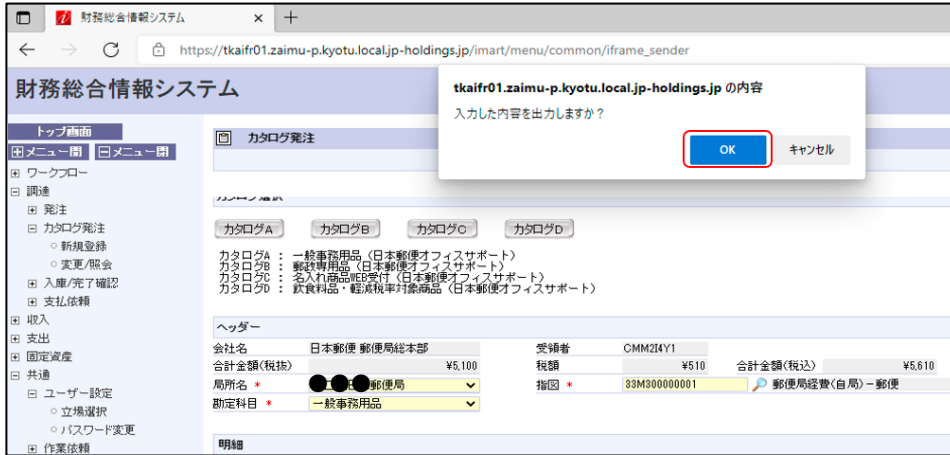 財務総合情報システム
https://tkaifr01.zaimu-p.kyotu.local.jp-holdings.jp/imart/menu/common/iframe_sender
財務総合情報システム
tkaifr01.zaimu-p.kyotu.local.jp-holdings.jp の内容
入力した内容を出力しますか？
OK キャンセル
トップ画面
メニュー開 メニュー閉
ワークフロー
調達
発注
カタログ発注
新規登録
変更/照会
入庫/完了確認
支払依頼
収入
支出
固定資産
共通
ユーザー設定
立場選択
パスワード変更
作業依頼
カタログ発注
カタログ選択
カタログA カタログB カタログC カタログD
カタログA : 一般事務用品（日本郵便オフィスサポート）
カタログB : 郵政専用品（日本郵便オフィスサポート）
カタログC : 名入れ商品WEB受付（日本郵便オフィスサポート）
カタログD : 飲食料品・軽減税率対象商品（日本郵便オフィスサポート）
ヘッダー
会社名 日本郵便 郵便局総本部 受領者 CMM2I4Y1
合計金額(税抜) ¥5,100 税額 ¥510 合計金額(税込) ¥5,610
局所名 * 郵便局 指図 * 33M300000001 郵便局経費(自局)－郵便
勘定科目 * 一般事務用品
明細